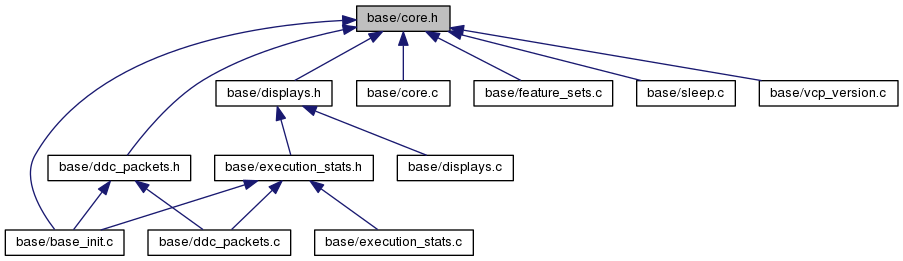 base/core.h
base/displays.h
base/core.c
base/feature_sets.c
base/sleep.c
base/vcp_version.c
base/ddc_packets.h
base/execution_stats.h
base/displays.c
base/base_init.c
base/ddc_packets.c
base/execution_stats.c